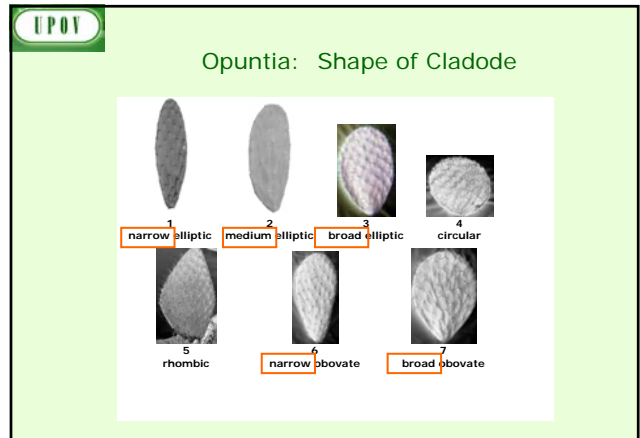 UPOV
Opuntia: Shape of Cladode
1 2 3 4
narrow elliptic medium elliptic broad elliptic circular
5 6 7
rhombic narrow obovate broad obovate